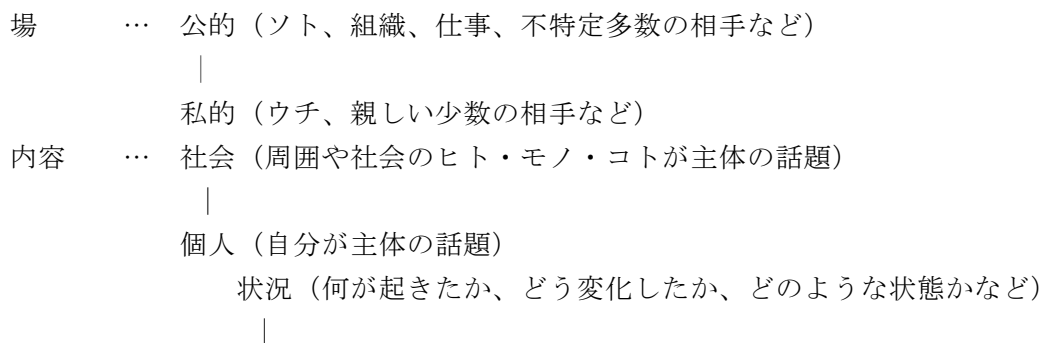 場　　　…　公的（ソト、組織、仕事、不特定多数の相手など）
｜
私的（ウチ、親しい少数の相手など）
内容　　…　社会（周囲や社会のヒト・モノ・コトが主体の話題）
｜
個人（自分が主体の話題）
状況（何が起きたか、どう変化したか、どのような状態かなど）
｜